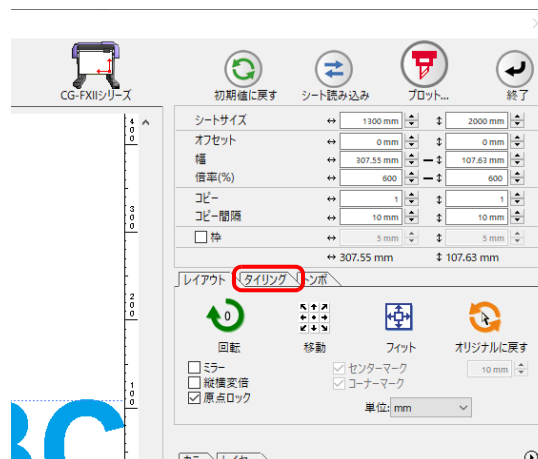 CG-FXIIシリーズ
初期値に戻す シート読み込み プロット... 終了
シートサイズ 1300 mm 2000 mm
オフセット 0 mm 0 mm
幅 307.55 mm 107.63 mm
倍率(%) 600 600
コピー 1 1
コピー間隔 10 mm 10 mm
枠 5 mm 5 mm
307.55 mm 107.63 mm
レイアウト タイリング トンボ
0
回転 移動 フィット オリジナルに戻す
ミラー センターマーク 10 mm
縦横変倍 コーナーマーク
原点ロック
単位: mm
400
300
200
100
BC